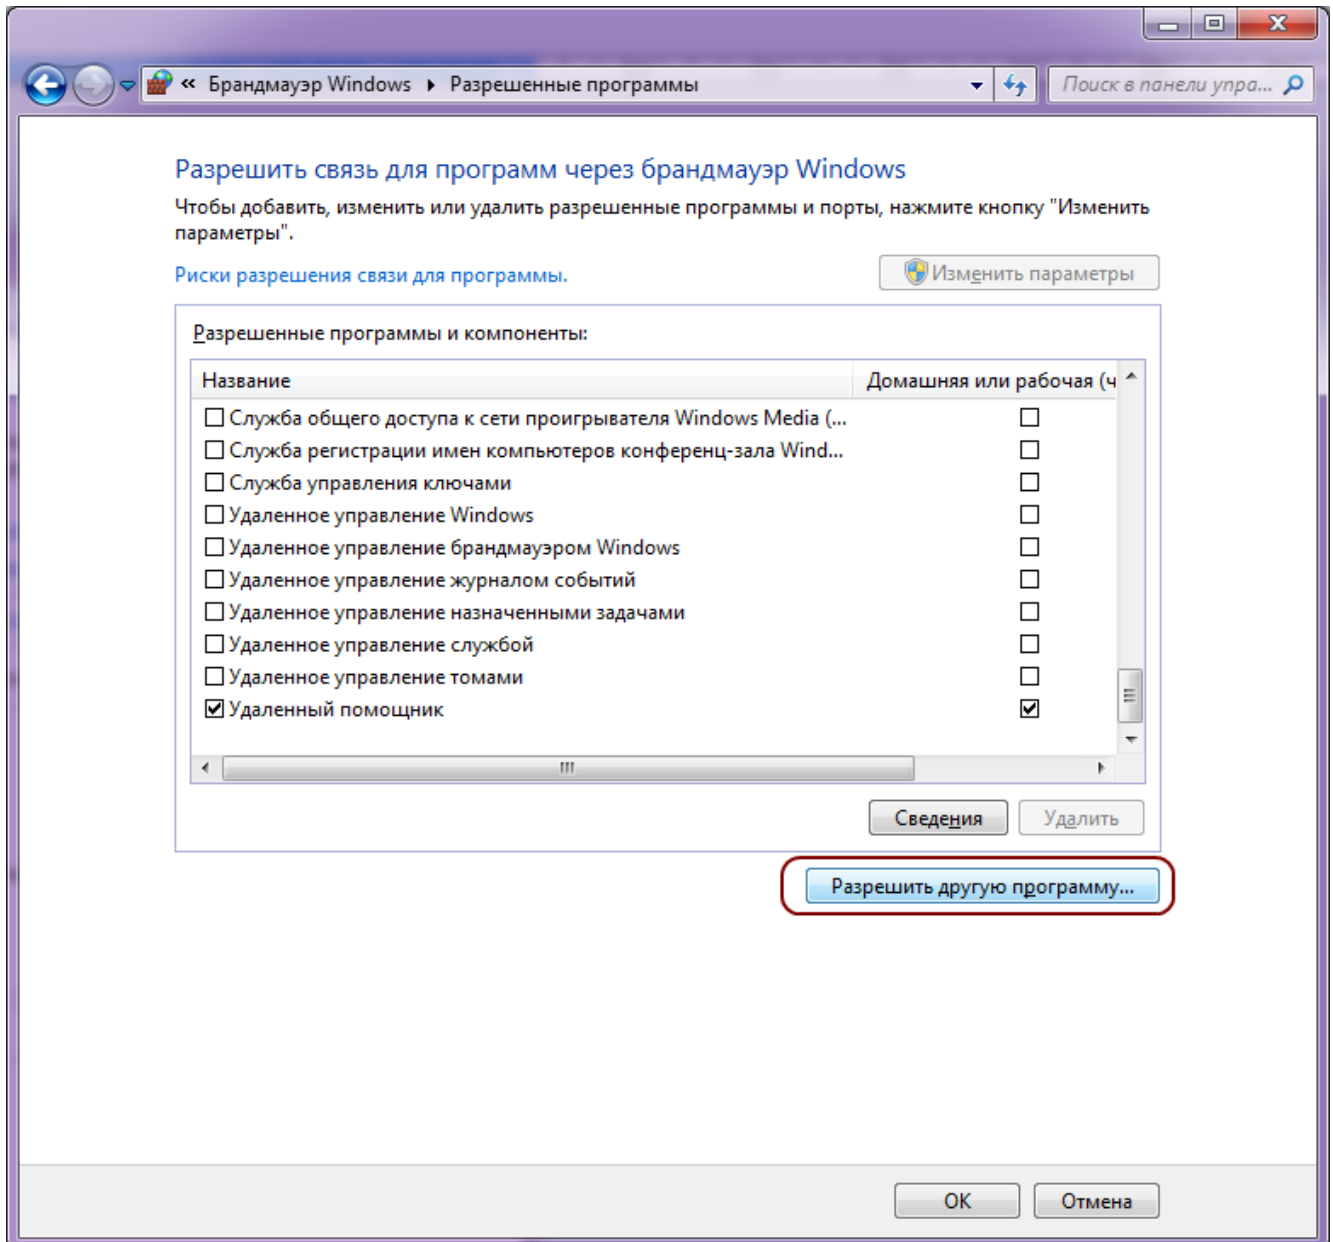 « Брандмауэр Windows Разрешенные программы
Поиск в панели упра...
Разрешить связь для программ через брандмауэр Windows
Чтобы добавить, изменить или удалить разрешенные программы и порты, нажмите кнопку "Изменить
параметры".
Риски разрешения связи для программы.
Изменить параметры
Разрешенные программы и компоненты:
Название Домашняя или рабочая (ч
Служба общего доступа к сети проигрывателя Windows Media (...
Служба регистрации имен компьютеров конференц-зала Wind...
Служба управления ключами
Удаленное управление Windows
Удаленное управление брандмауэром Windows
Удаленное управление журналом событий
Удаленное управление назначенными задачами
Удаленное управление службой
Удаленное управление томами
Удаленный помощник
Сведения Удалить
Разрешить другую программу...
ОК Отмена